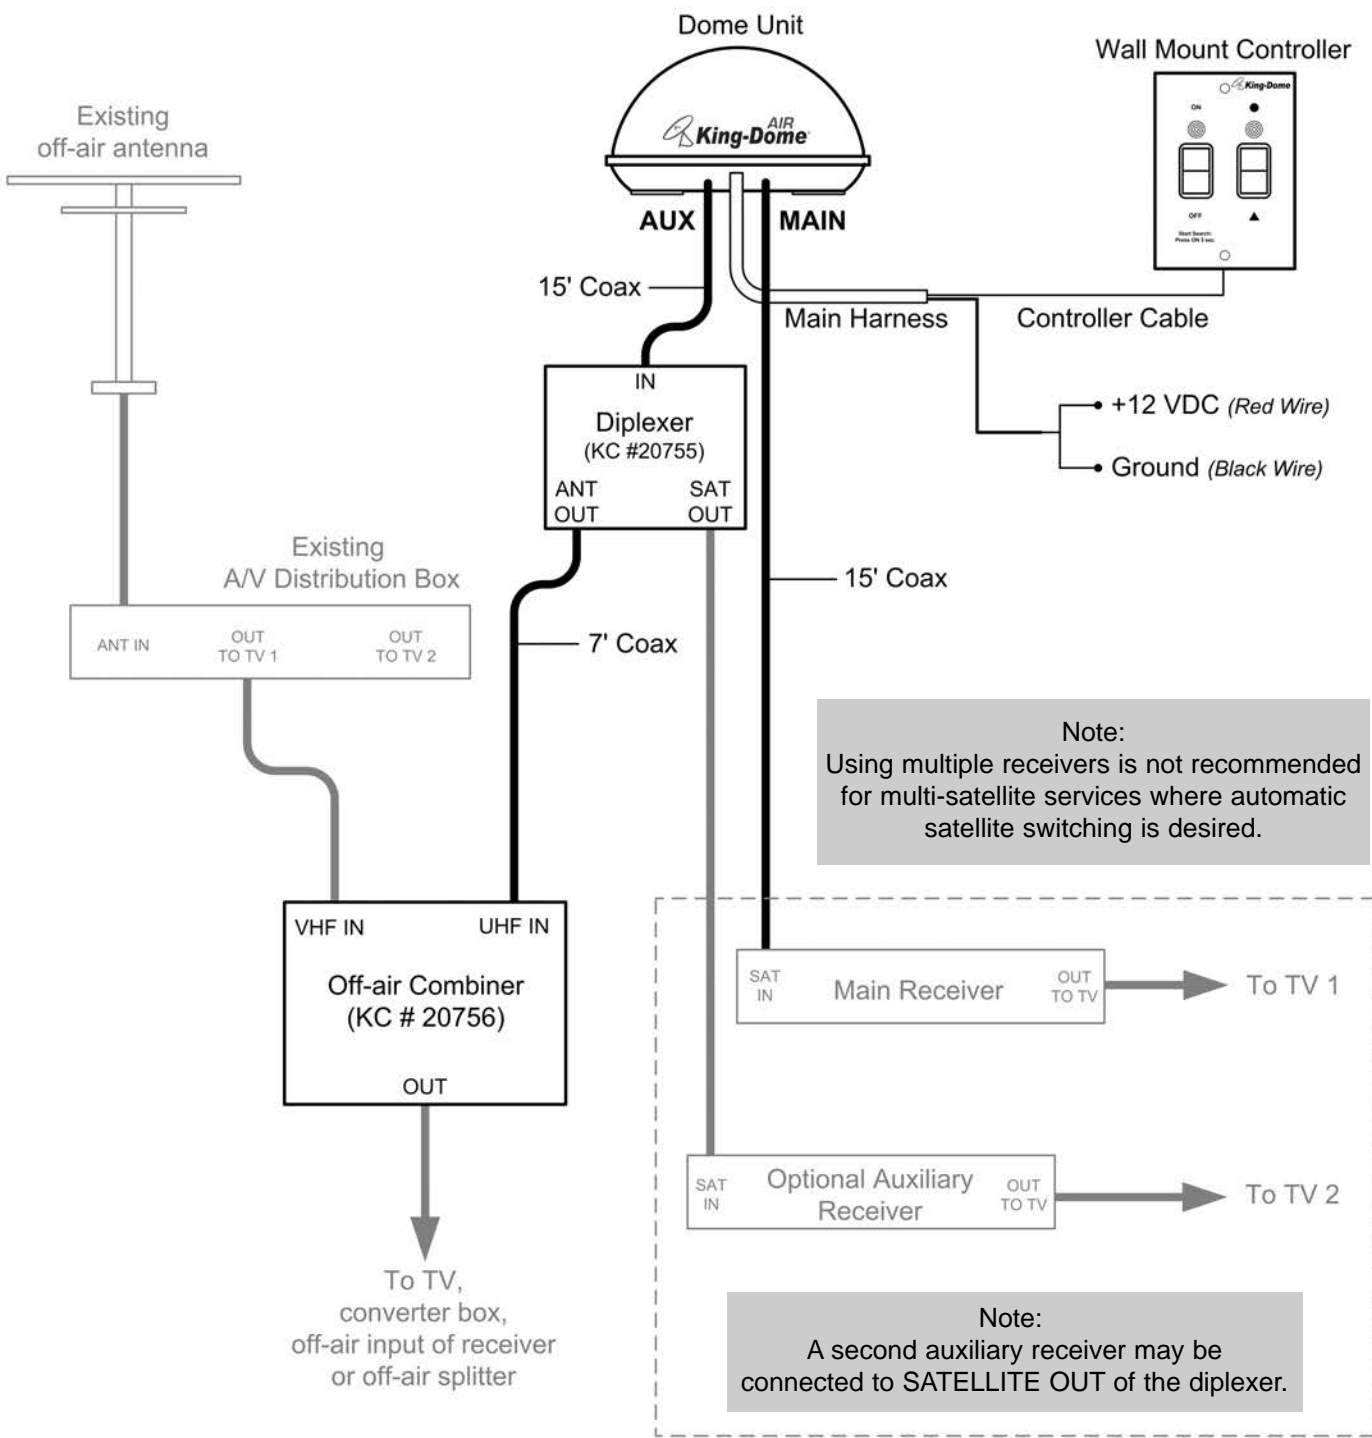 Dome Unit
Wall Mount Controller
King-Dome
ON
OFF
Start Search:
Press ON 3 sec
Existing
off-air antenna
AIR
King-Dome
AUX
MAIN
15' Coax
Main Harness
Controller Cable
+12 VDC (Red Wire)
Ground (Black Wire)
IN
Diplexer
(KC #20755)
ANT
OUT
SAT
OUT
Existing
A/V Distribution Box
ANT IN
OUT
TO TV 1
OUT
TO TV 2
15' Coax
7' Coax
Note:
Using multiple receivers is not recommended
for multi-satellite services where automatic
satellite switching is desired.
VHF IN
UHF IN
Off-air Combiner
(KC # 20756)
OUT
SAT
IN
Main Receiver
OUT
TO TV
To TV 1
SAT
IN
Optional Auxiliary
Receiver
OUT
TO TV
To TV 2
To TV,
converter box,
off-air input of receiver
or off-air splitter
Note:
A second auxiliary receiver may be
connected to SATELLITE OUT of the diplexer.